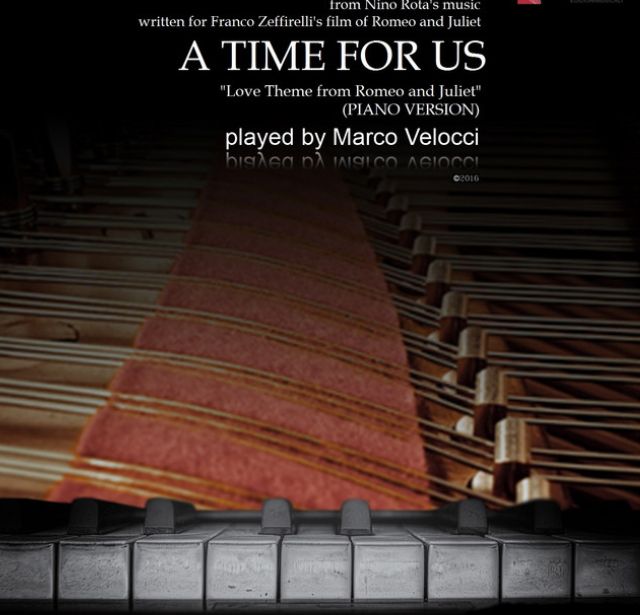 from Nino Rota's music
written for Franco Zeffirelli's film of Romeo and Juliet
A TIME FOR US
"Love Theme from Romeo and Juliet"
(PIANO VERSION)
played by Marco Velocci
©2016